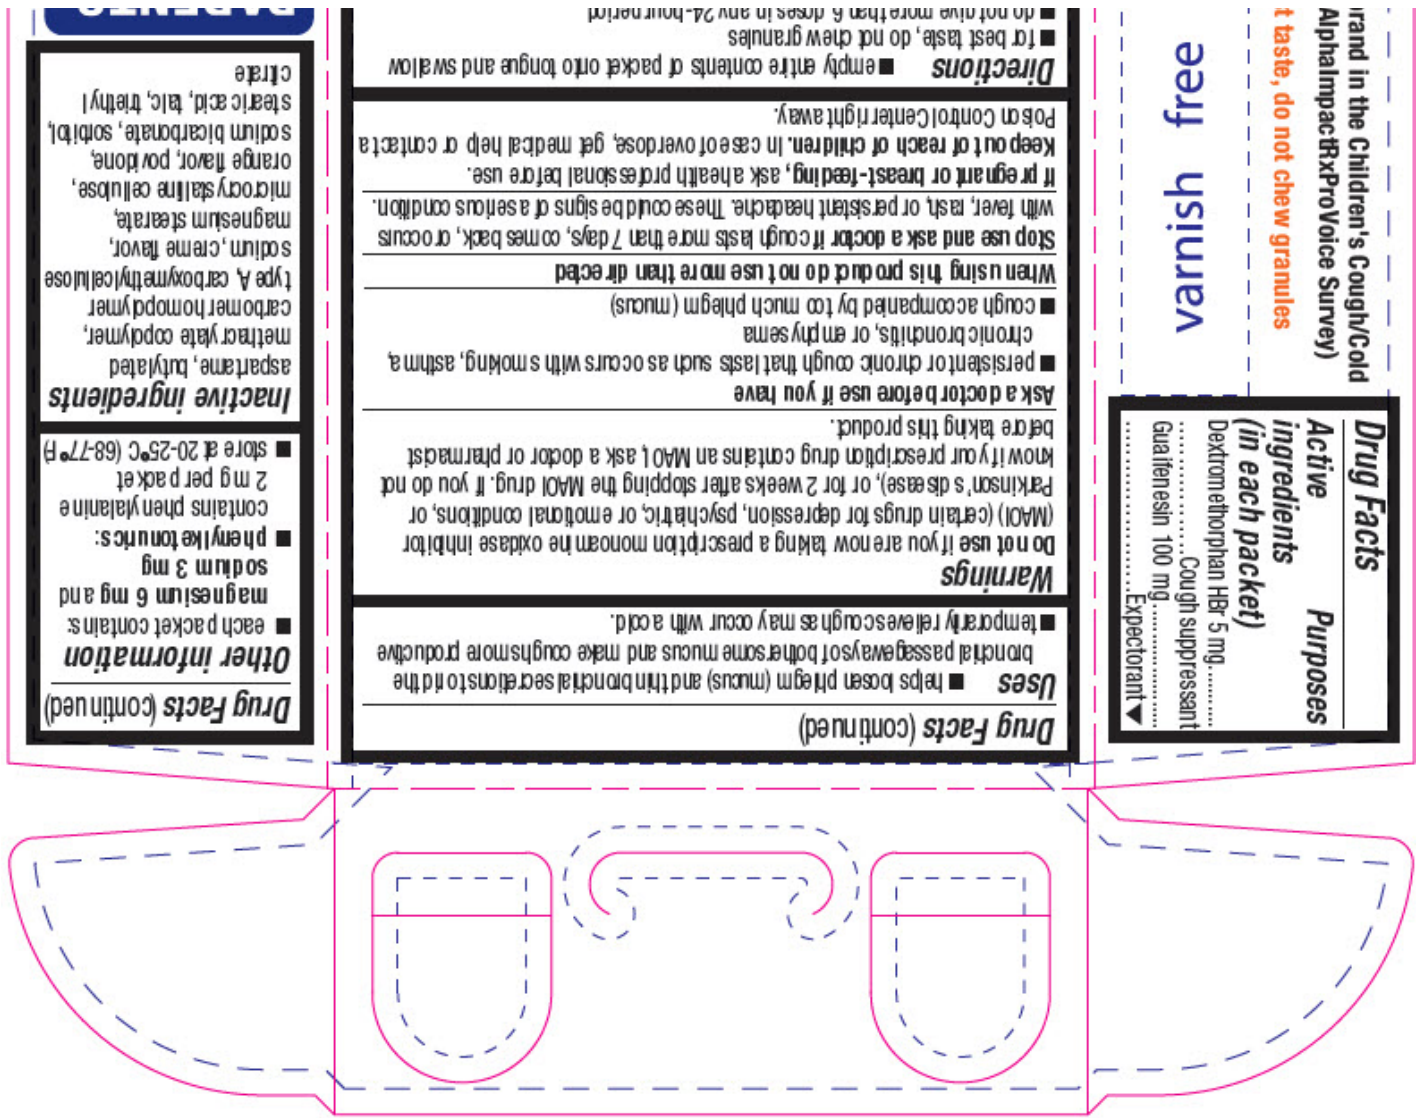 Drug Facts
Active
ingredients Purposes
(in each packet)
Dextromethorphan HBr 5 mg..........
.......................Cough suppressant
Guaifenesin 100 mg......................
.............................Expectorant▼
Drug Facts (continued)
Uses ■ helps loosen phlegm (mucus) and thin bronchial secretions to rid the
bronchial passageways of bothersome mucus and make coughs more productive
■ temporarily relieves cough as may occur with a cold.
Warnings
Do not use if you are now taking a prescription monoamine oxidase inhibitor
(MAOI) (certain drugs for depression, psychiatric, or emotional conditions, or
Parkinson's disease), or for 2 weeks after stopping the MAOI drug. If you do not
know if your prescription drug contains an MAOI, ask a doctor or pharmacist
before taking this product.
Ask a doctor before use if you have
■ persistent or chronic cough that lasts such as occurs with smoking, asthma,
chronic bronchitis, or emphysema
■ cough accompanied by too much phlegm (mucus)
When using this product do not use more than directed
Stop use and ask a doctor if cough lasts more than 7 days, comes back, or occurs
with fever, rash, or persistent headache. These could be signs of a serious condition.
If pregnant or breast-feeding, ask a health professional before use.
Keep out of reach of children. In case of overdose, get medical help or contact a
Poison Control Center right away.
Directions ■ empty entire contents of packet onto tongue and swallow
■ for best taste, do not chew granules
■ do not give more than 6 doses in any 24-hour period
Drug Facts (continued)
Other information
■ each packet contains:
magnesium 6 mg and
sodium 3 mg
■ phenylketonurics:
contains phenylalanine
2 mg per packet
■ store at 20-25°C (68-77°F)
Inactive ingredients
aspartame, butylated
methacrylate copolymer,
carbomer homopolymer
type A, carboxymethylcellulose
sodium, creme flavor,
magnesium stearate,
microcrystalline cellulose,
orange flavor, povidone,
sodium bicarbonate, sorbitol,
stearic acid, talc, triethyl
citrate
PARENTS
rand in the Children's Cough/Cold
AlphaImpactRxProVoice Survey)
t taste, do not chew granules
varnish free